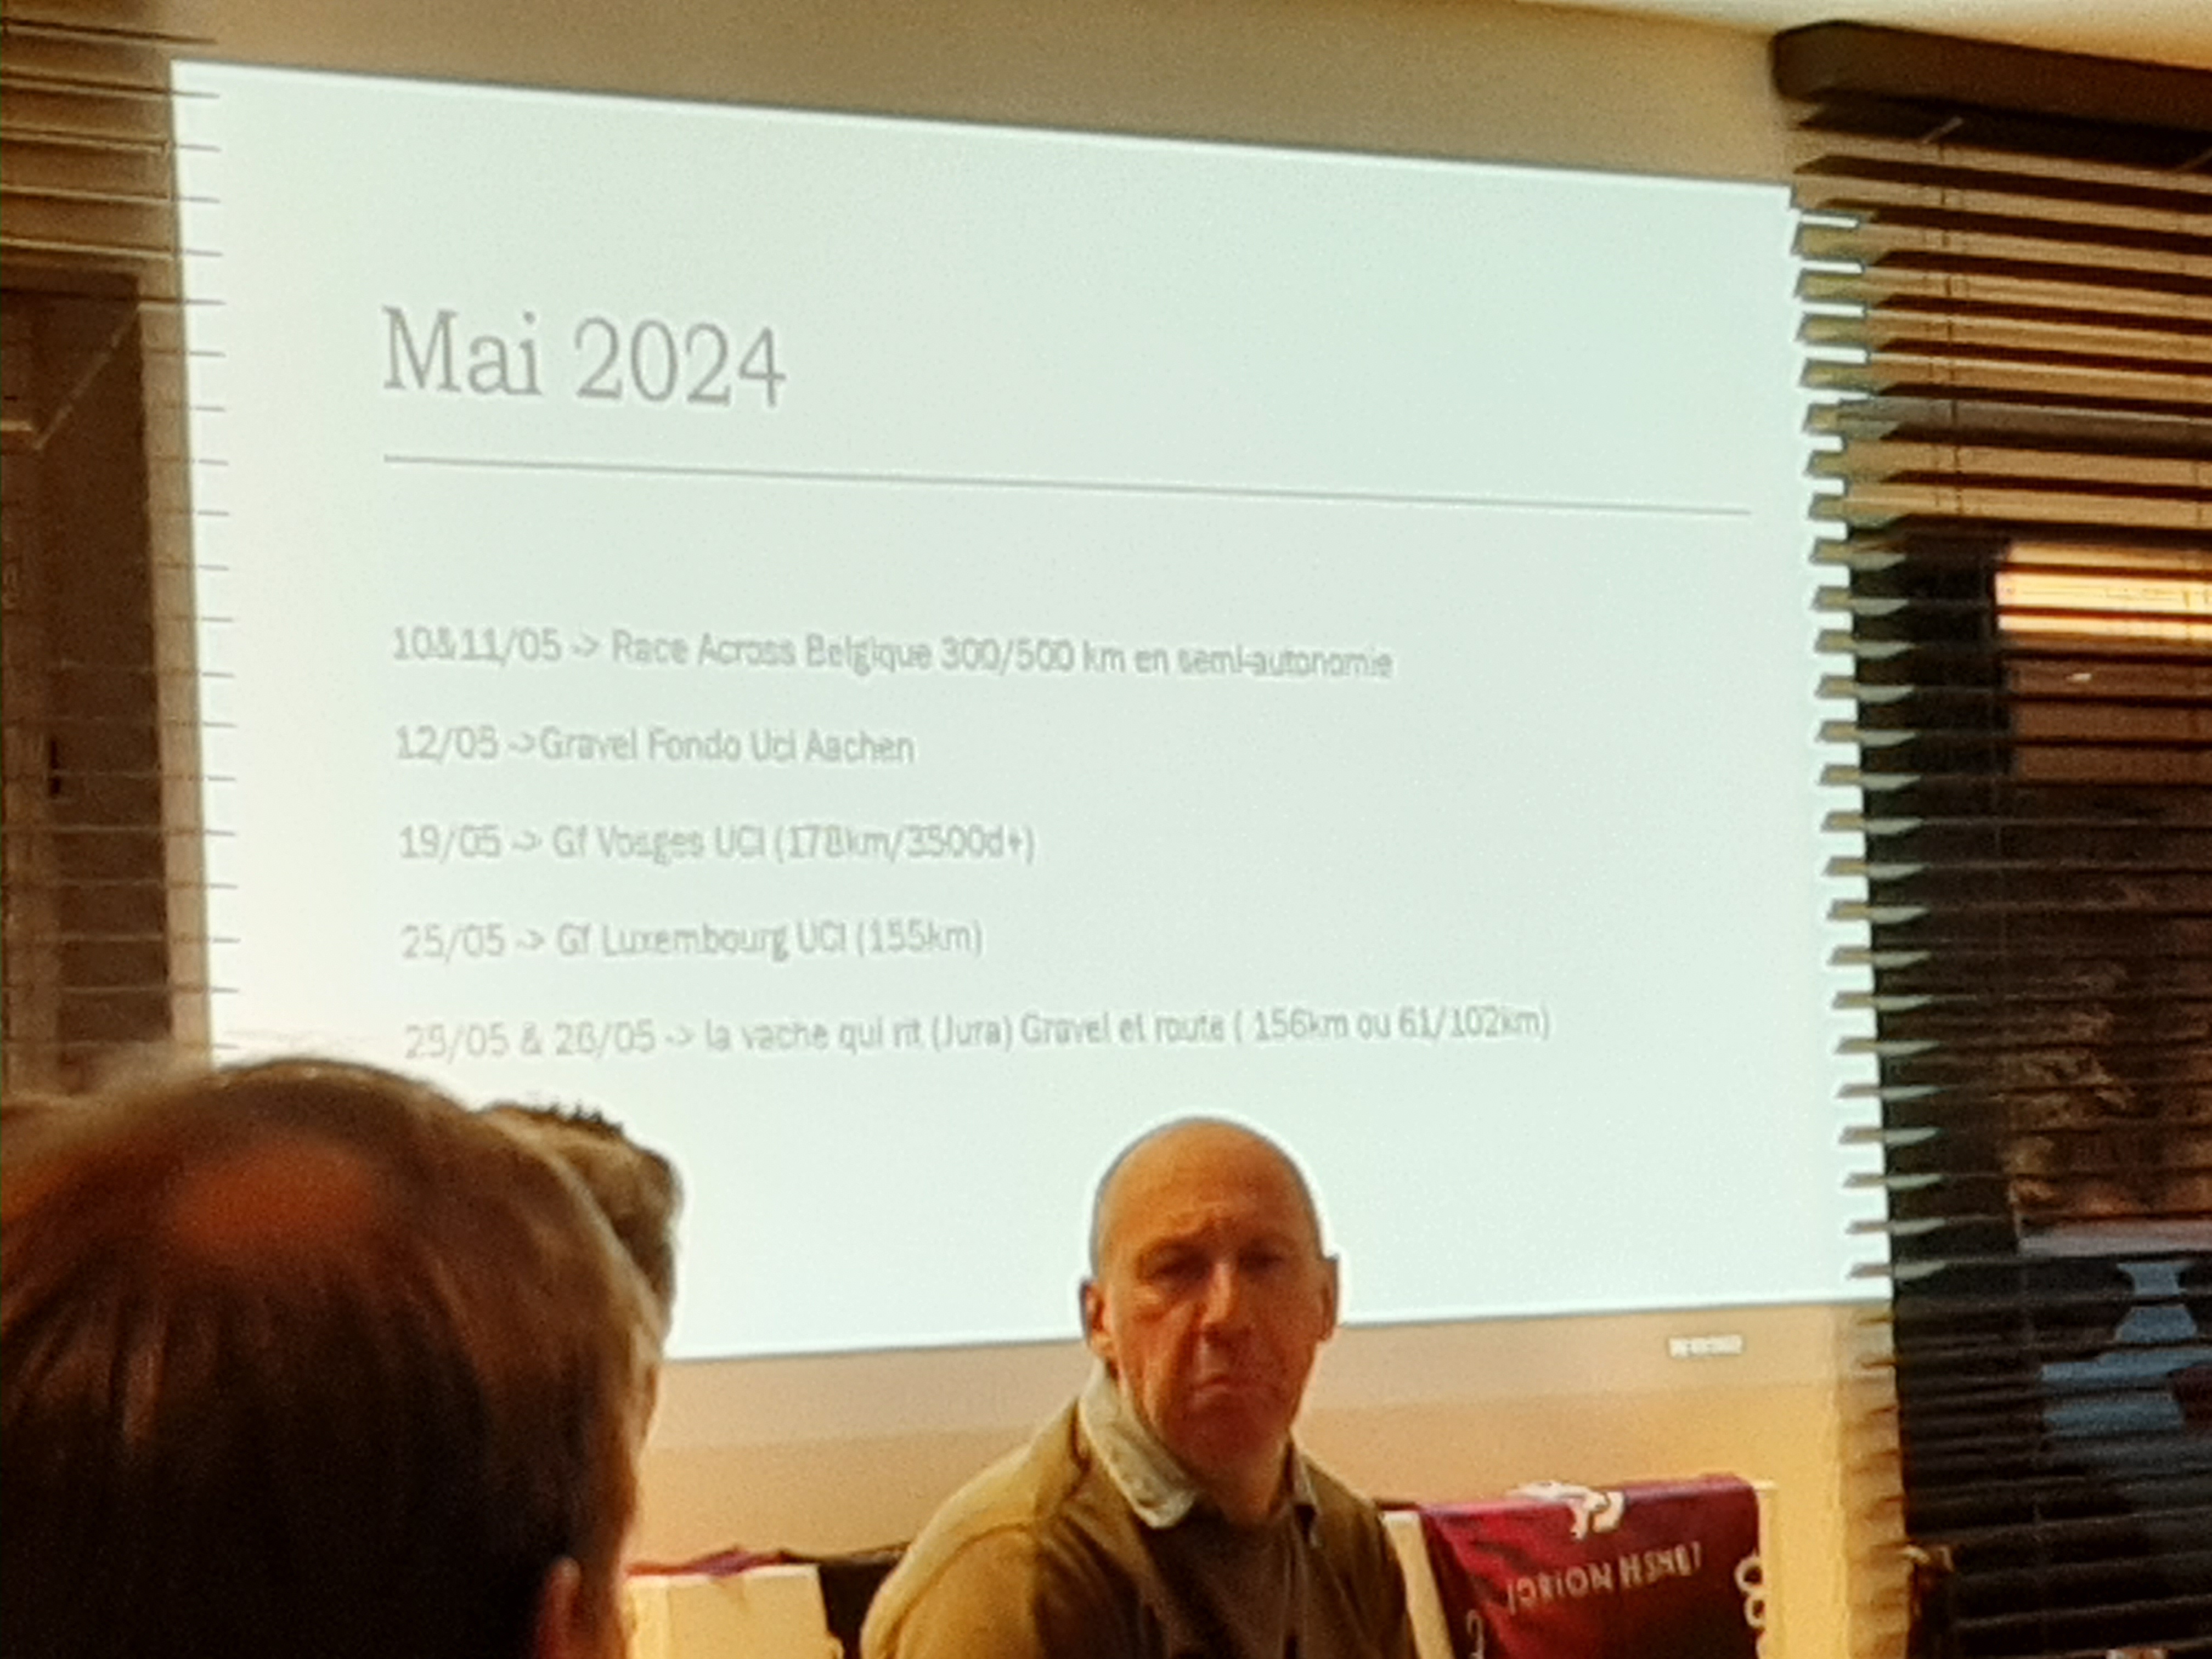 Mai 2024
10&11/05 -> Race Across Belgique 300/500 km en semi-autonomie
12/05 ->Gravel Fondo Uci Aachen
19/05 -> Gf Vosges UCI (178km/3500d+)
25/05 -> Gf Luxembourg UCI (155km)
25/05 & 26/05 -> la vache qui rit (Jura) Gravel et route ( 156km ou 61/102km)